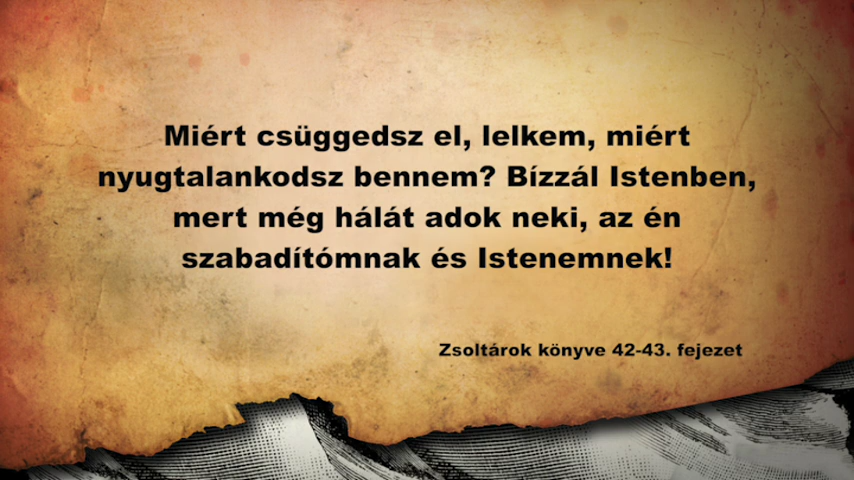 Miért csüggedsz el, lelkem, miért
nyugtalankodsz bennem? Bízzál Istenben,
mert még hálát adok neki, az én
szabadítómnak és Istenemnek!
Zsoltárok könyve 42-43. fejezet